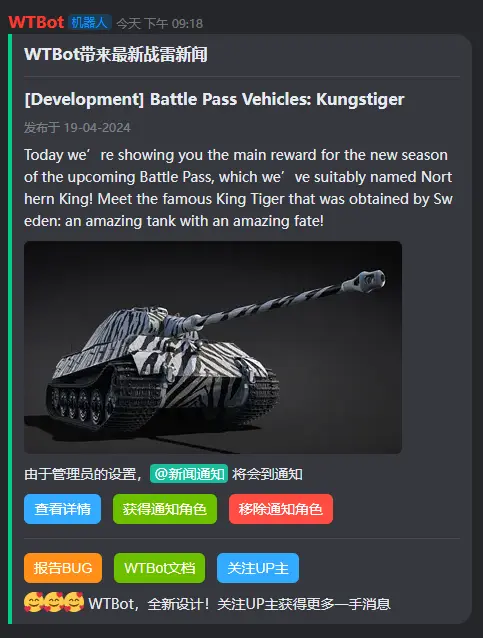 WTBot 机器人 今天 下午 09:18
WTBot带来最新战雷新闻
[Development] Battle Pass Vehicles: Kungstiger
发布于 19-04-2024
Today we’re showing you the main reward for the new season
of the upcoming Battle Pass, which we’ve suitably named Nort
hern King! Meet the famous King Tiger that was obtained by Sw
eden: an amazing tank with an amazing fate!
由于管理员的设置，@新闻通知 将会到通知
查看详情 获得通知角色 移除通知角色
报告BUG WTBot文档 关注UP主
🥰🥰🥰 WTBot，全新设计！关注UP主获得更多一手消息